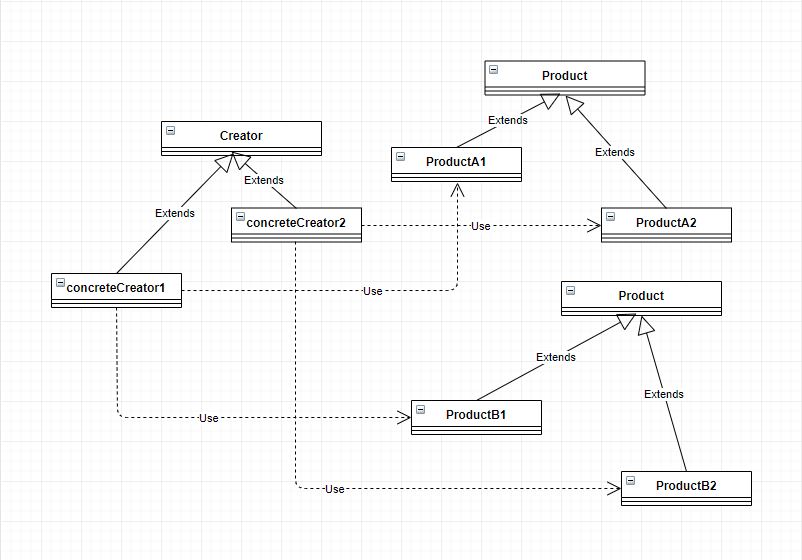 Product
Extends
Creator
ProductA1
Extends
Extends
Extends
concreteCreator2
Use
ProductA2
concreteCreator1
Use
Product
Extends
Extends
ProductB1
Use
ProductB2
Use